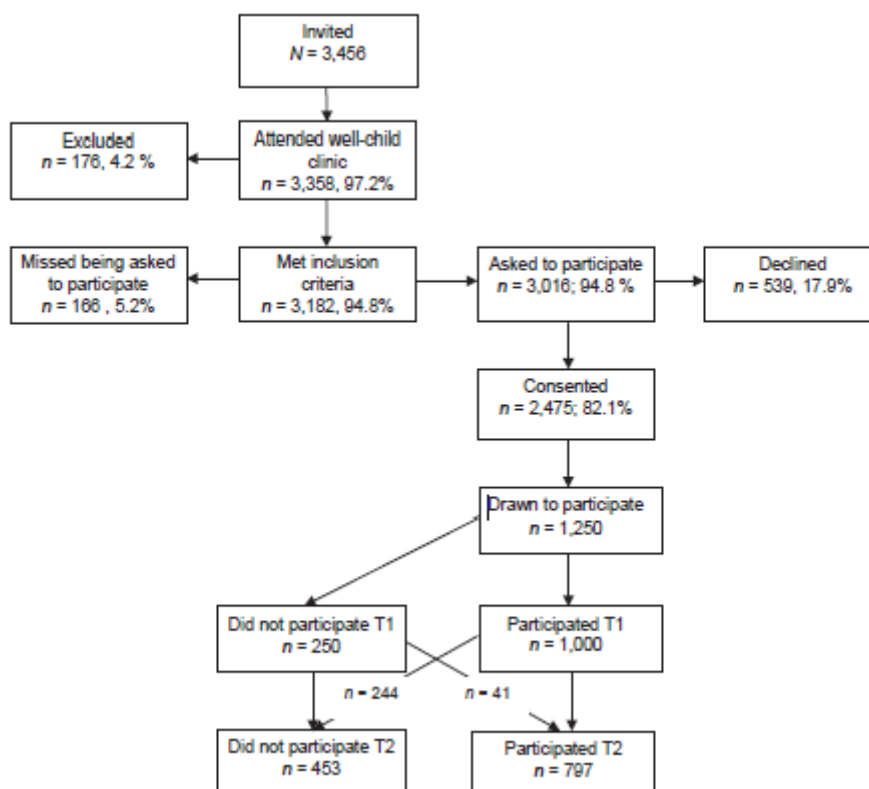 Invited
N = 3,456
Excluded
n = 176, 4.2 %
Attended well-child
clinic
n = 3,358, 97.2%
Missed being asked
to participate
n = 166 , 5.2%
Met inclusion
criteria
n = 3,182, 94.8%
Asked to participate
n = 3,016; 94.8 %
Declined
n = 539, 17.9%
Consented
n = 2,475; 82.1%
Drawn to participate
n = 1,250
Did not participate T1
n = 250
Participated T1
n = 1,000
n = 244
n = 41
Did not participate T2
n = 453
Participated T2
n = 797